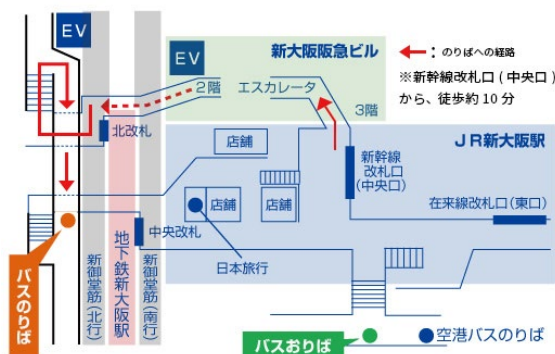 EV
EV
新大阪阪急ビル
:のりばへの経路
※新幹線改札口(中央口)
から、徒歩約10分
2階
エスカレータ
3階
北改札
店舗
JR新大阪駅
新幹線
改札口
(中央口)
店舗
店舗
在来線改札口(東口)
中央改札
日本旅行
バスのりば
新御堂筋(北行)
地下鉄新大阪駅
新御堂筋(南行)
バスおりば
空港バスのりば